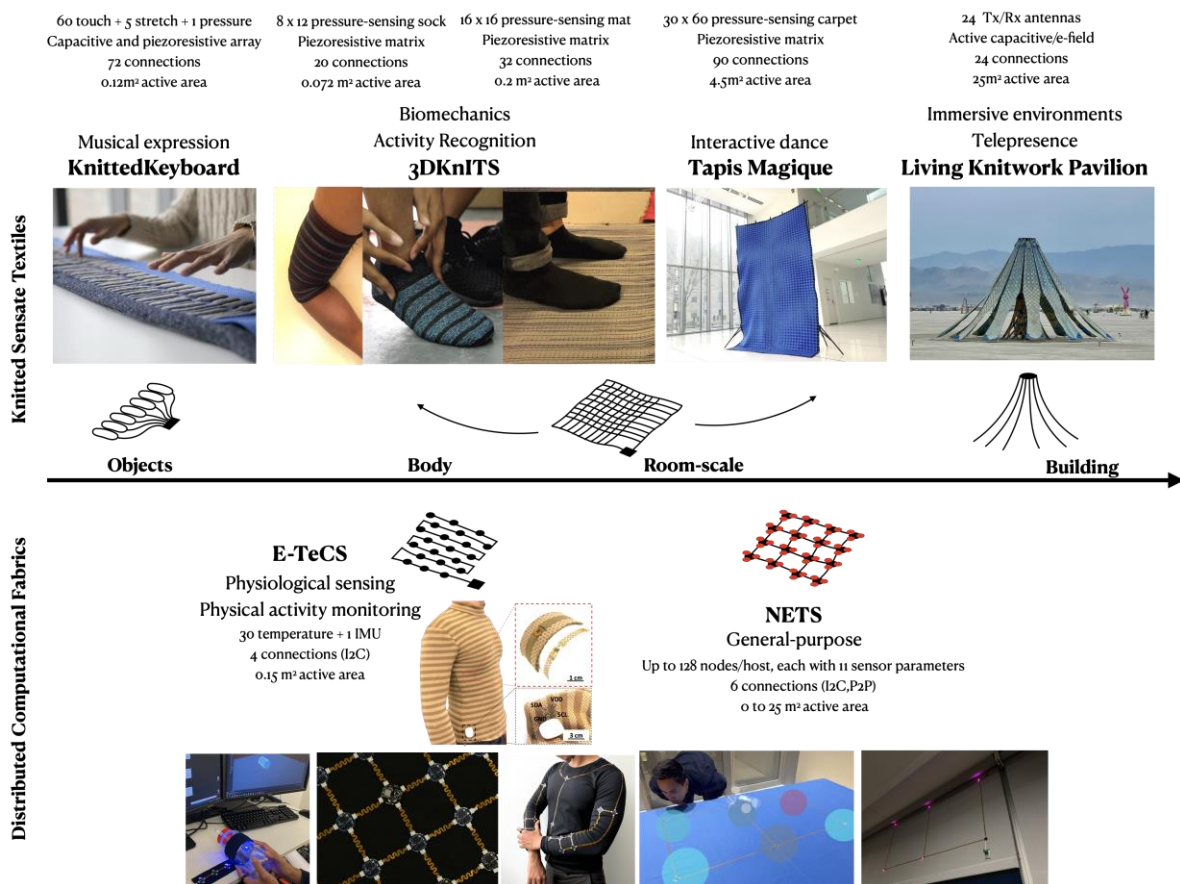 60 touch + 5 stretch + 1 pressure
Capacitive and piezoresistive array
72 connections
0.12m² active area
8 x 12 pressure-sensing sock
Piezoresistive matrix
20 connections
0.072 m² active area
16 x 16 pressure-sensing mat
Piezoresistive matrix
32 connections
0.2 m² active area
30 x 60 pressure-sensing carpet
Piezoresistive matrix
90 connections
4.5m² active area
24 Tx/Rx antennas
Active capacitive/e-field
24 connections
25m² active area
Musical expression
KnittedKeyboard
Biomechanics
Activity Recognition
3DKnITS
Interactive dance
Tapis Magique
Immersive environments
Telepresence
Living Knitwork Pavilion
Knitted Sensate Textiles
Objects
Body
Room-scale
Building
Distributed Computational Fabrics
E-TeCS
Physiological sensing
Physical activity monitoring
30 temperature + 1 IMU
4 connections (I2C)
0.15 m² active area
1 cm
SDA
VDD
GND
SCL
3 cm
NETS
General-purpose
Up to 128 nodes/host, each with 11 sensor parameters
6 connections (I2C,P2P)
0 to 25 m² active area